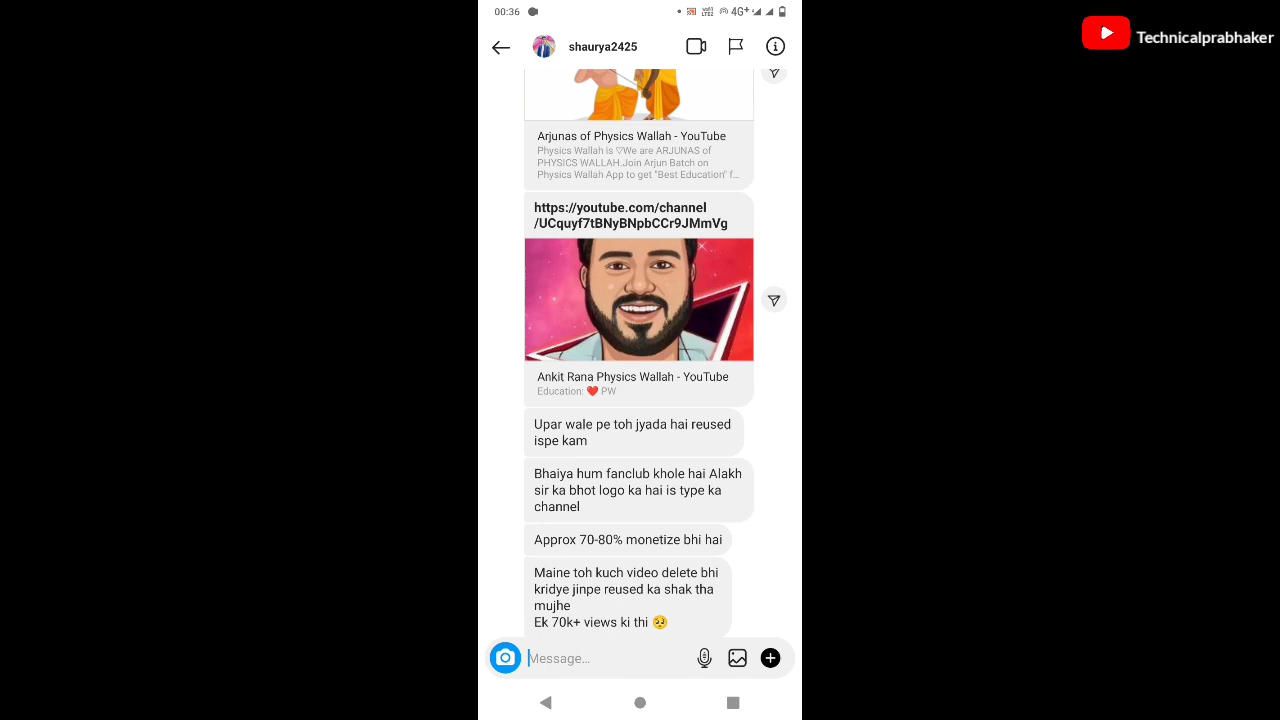 00:36
4G+
Technicalprabhaker
shaurya2425
Arjunas of Physics Wallah - YouTube
Physics Wallah is ♡We are ARJUNAS of
PHYSICS WALLAH.Join Arjun Batch on
Physics Wallah App to get "Best Education" f...
https://youtube.com/channel
/UCquyf7tBNyBNpbCCr9JMmVg
Ankit Rana Physics Wallah - YouTube
Education: ❤️ PW
Upar wale pe toh jyada hai reused
ispe kam
Bhaiya hum fanclub khole hai Alakh
sir ka bhot logo ka hai is type ka
channel
Approx 70-80% monetize bhi hai
Maine toh kuch video delete bhi
kridye jinpe reused ka shak tha
mujhe
Ek 70k+ views ki thi 🥺
Message...